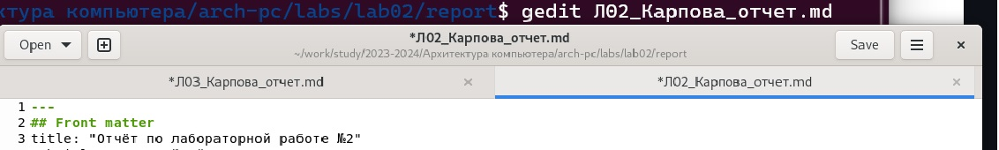 ктура компьютера/arch-pc/labs/lab02/report$ gedit Л02_Карпова_отчет.md
Open
*Л02_Карпова_отчет.md
~/work/study/2023-2024/Архитектура компьютера/arch-pc/labs/lab02/report
Save
*Л03_Карпова_отчет.md
*Л02_Карпова_отчет.md
1 ---
2 ## Front matter
3 title: "Отчёт по лабораторной работе №2"